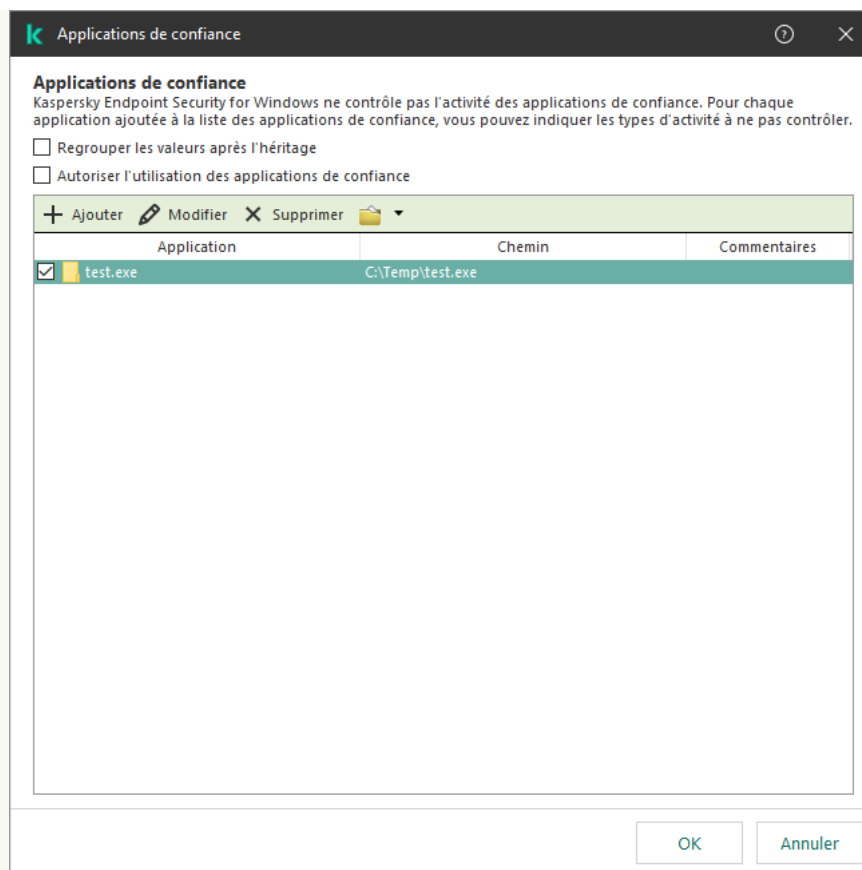 Applications de confiance
Applications de confiance
Kaspersky Endpoint Security for Windows ne contrôle pas l'activité des applications de confiance. Pour chaque
application ajoutée à la liste des applications de confiance, vous pouvez indiquer les types d'activité à ne pas contrôler.
Regrouper les valeurs après l'héritage
Autoriser l'utilisation des applications de confiance
Ajouter Modifier Supprimer
Application Chemin Commentaires
test.exe C:\Temp\test.exe
OK Annuler